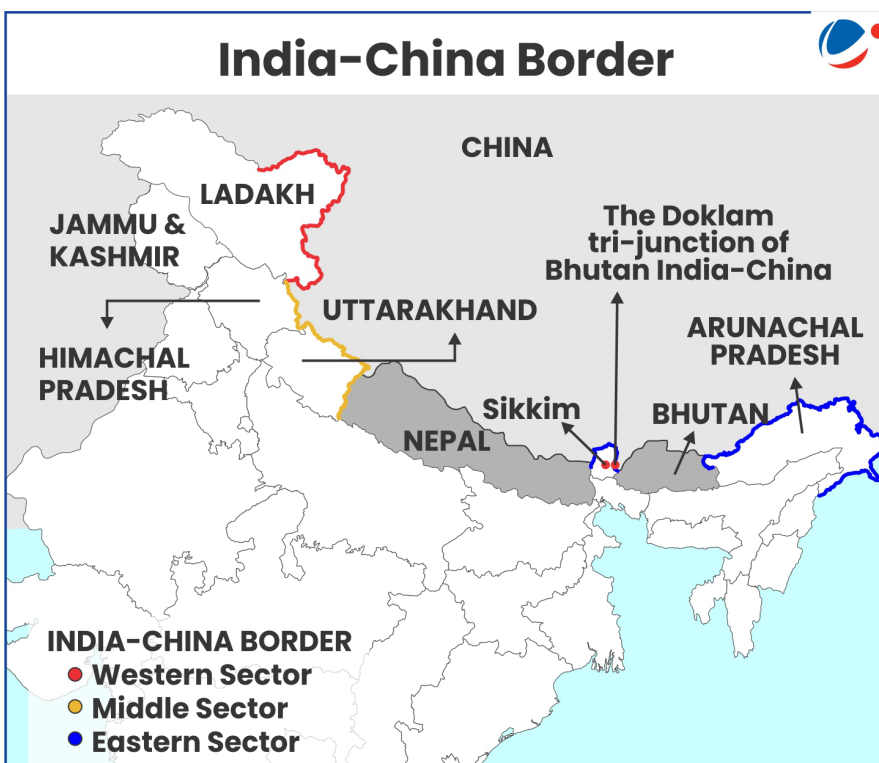 India-China Border
CHINA
LADAKH
JAMMU &
KASHMIR
The Doklam
tri-junction of
Bhutan India-China
UTTARAKHAND
ARUNACHAL
PRADESH
HIMACHAL
PRADESH
Sikkim
BHUTAN
NEPAL
INDIA-CHINA BORDER
Western Sector
Middle Sector
Eastern Sector